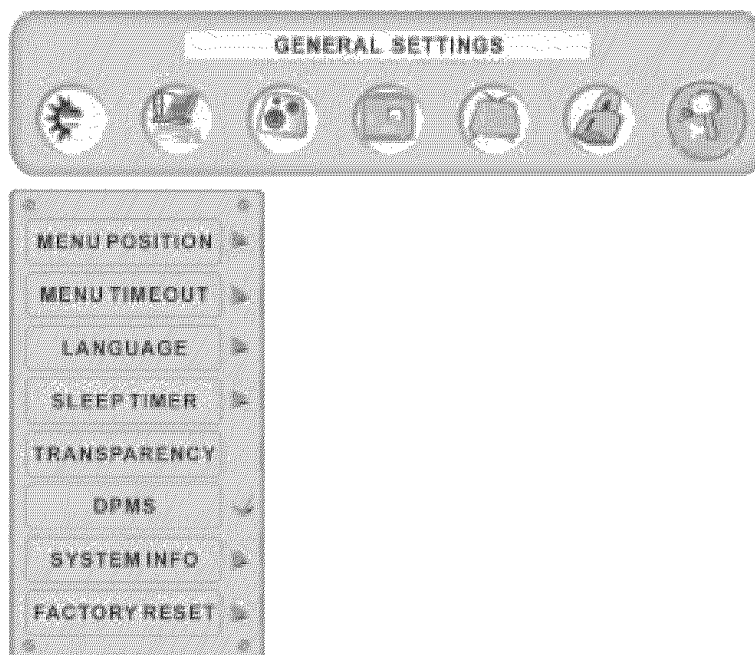 GENERAL SETTINGS
MENU POSITION
MENU TIMEOUT
LANGUAGE
SLEEP TIMER
TRANSPARENCY
DPMS
SYSTEM INFO
FACTORY RESET